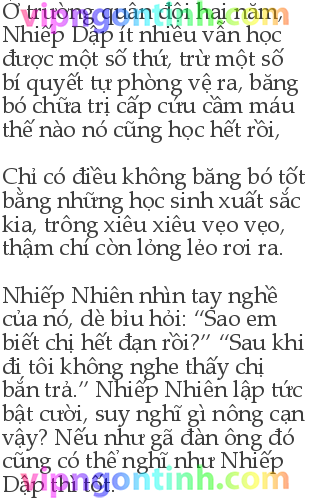 Ở trường quân đội hai năm,
Nhiếp Dập ít nhiều vẫn học
được một số thứ, trừ một số
bí quyết tự phòng vệ ra, băng
bó chữa trị cấp cứu cầm máu
thế nào nó cũng học hết rồi,
Chỉ có điều không băng bó tốt
bằng những học sinh xuất sắc
kia, trông xiêu xiêu vẹo vẹo,
thậm chí còn lỏng lẻo rơi ra.
Nhiếp Nhiên nhìn tay nghề
của nó, dè bỉu hỏi: “Sao em
biết chị hết đạn rồi?” “Sau khi
đi tôi không nghe thấy chị
bắn trả.” Nhiếp Nhiên lập tức
bật cười, suy nghĩ gì nông cạn
vậy? Nếu như gã đàn ông đó
cũng có thể nghĩ như Nhiếp
Dập thì tốt.
vipngontinh.com
vipngontinh.com